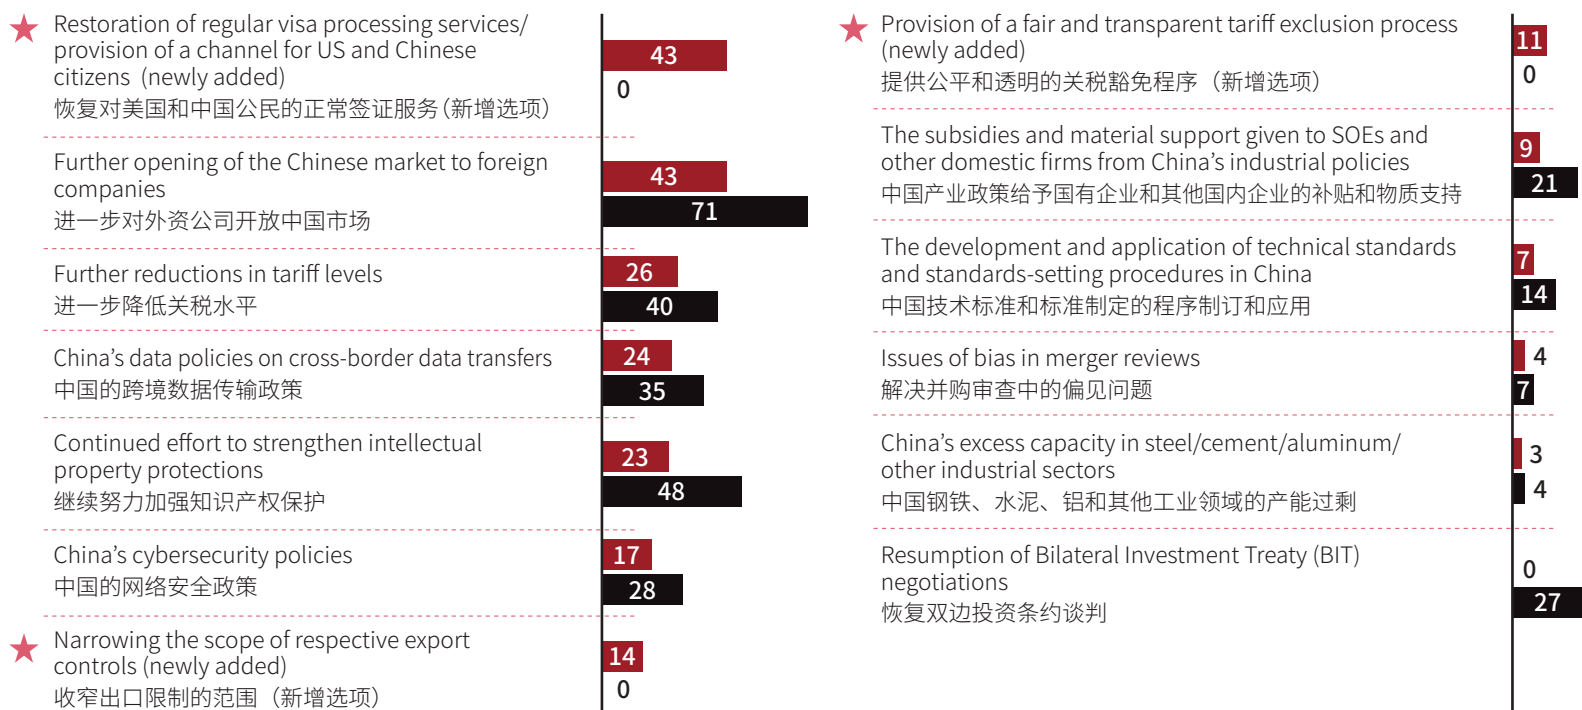 Restoration of regular visa processing services/
provision of a channel for US and Chinese
citizens (newly added)
恢复对美国和中国公民的正常签证服务（新增选项）
43
0
Further opening of the Chinese market to foreign
companies
进一步对外资公司开放中国市场
43
71
Further reductions in tariff levels
进一步降低关税水平
26
40
China’s data policies on cross-border data transfers
中国的跨境数据传输政策
24
35
Continued effort to strengthen intellectual
property protections
继续努力加强知识产权保护
23
48
China’s cybersecurity policies
中国的网络安全政策
17
28
Narrowing the scope of respective export
controls (newly added)
收窄出口限制的范围（新增选项）
14
0
Provision of a fair and transparent tariff exclusion process
(newly added)
提供公平和透明的关税豁免程序（新增选项）
11
0
The subsidies and material support given to SOEs and
other domestic firms from China’s industrial policies
中国产业政策给予国有企业和其他国内企业的补贴和物质支持
9
21
The development and application of technical standards
and standards-setting procedures in China
中国技术标准和标准制定的程序制订和应用
7
14
Issues of bias in merger reviews
解决并购审查中的偏见问题
4
7
China’s excess capacity in steel/cement/aluminum/
other industrial sectors
中国钢铁、水泥、铝和其他工业领域的产能过剩
3
4
Resumption of Bilateral Investment Treaty (BIT)
negotiations
恢复双边投资条约谈判
0
27